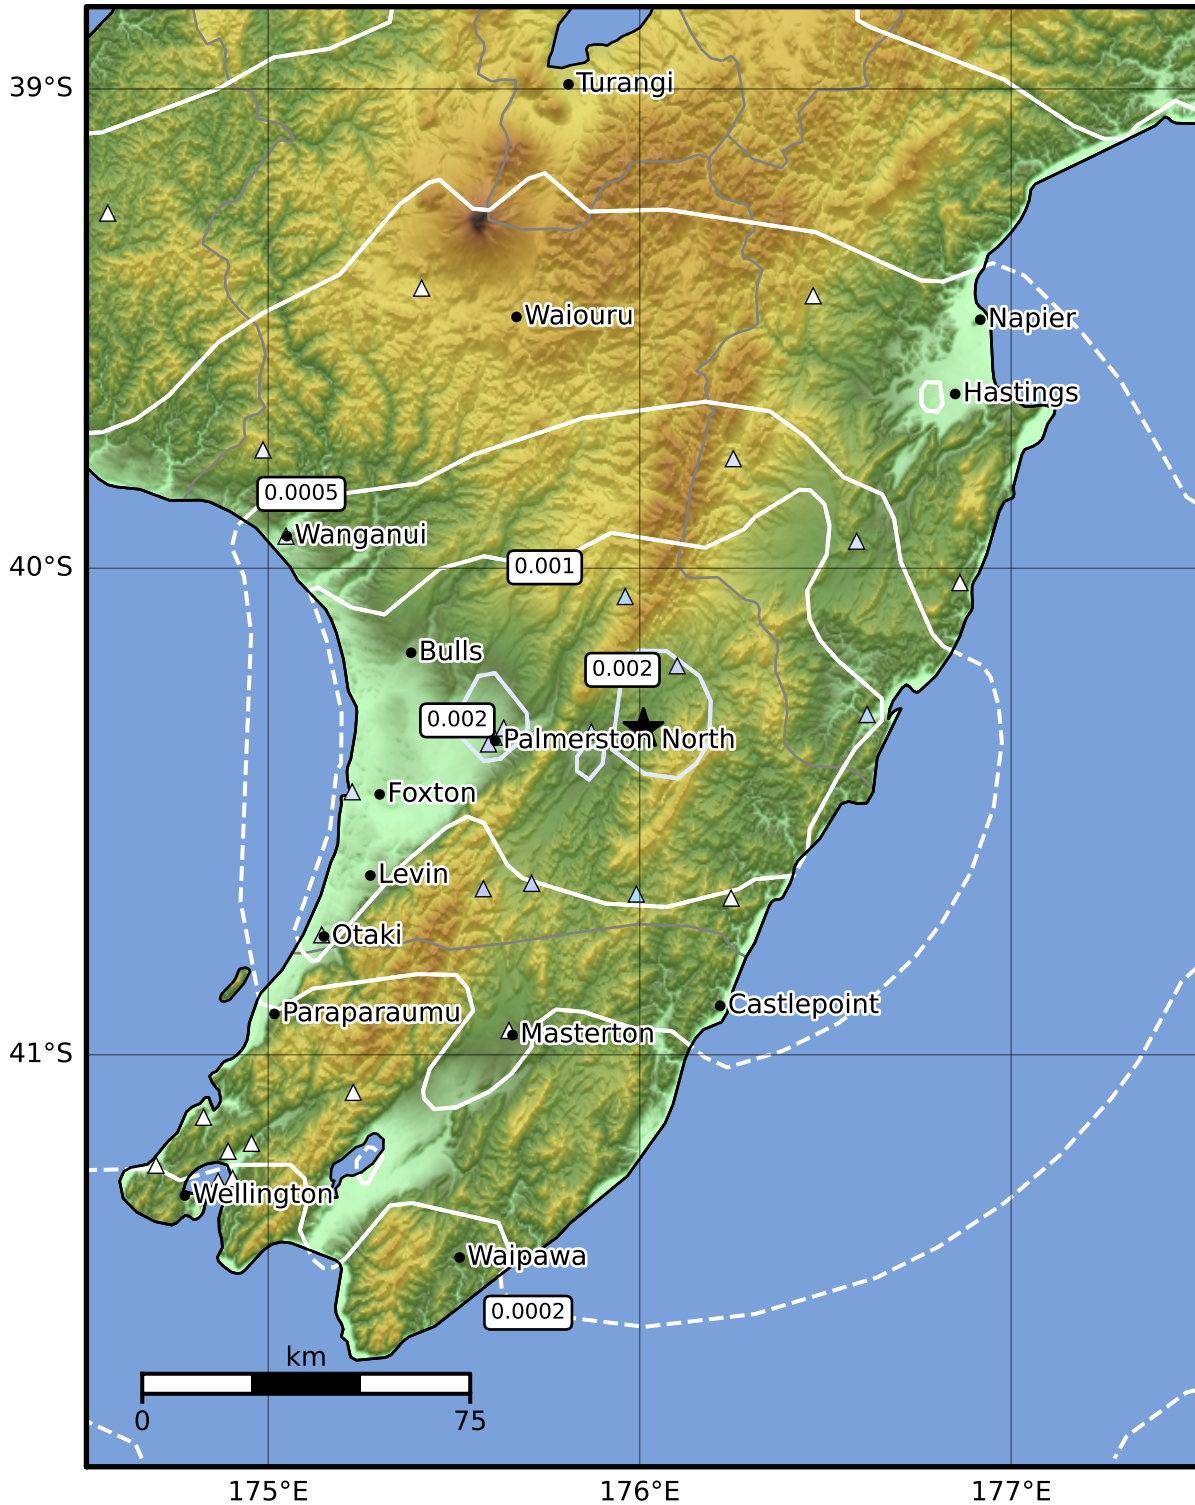 39°S
Turangi
Waiouru
Napier
Hastings
0.0005
Wanganui
40°S
0.001
Bulls
0.002
0.002
Palmerston North
Foxton
Levin
Otaki
Paraparaumu
Castlepoint
Masterton
41°S
Wellington
Waipawa
0.0002
km
0 75
175°E 176°E 177°E